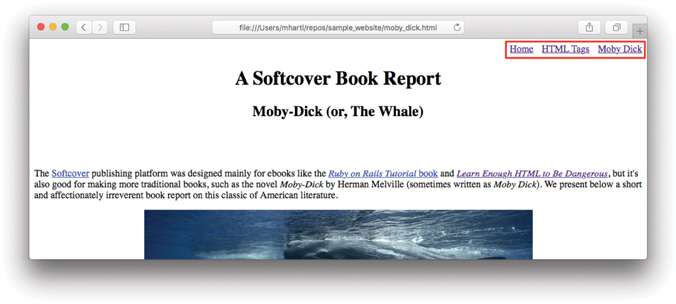 file:///Users/mhartl/repos/sample_website/moby_dick.html
Home HTML Tags Moby Dick
A Softcover Book Report
Moby-Dick (or, The Whale)
The Softcover publishing platform was designed mainly for ebooks like the Ruby on Rails Tutorial book and Learn Enough HTML to Be Dangerous, but it's
also good for making more traditional books, such as the novel Moby-Dick by Herman Melville (sometimes written as Moby Dick). We present below a short
and affectionately irreverent book report on this classic of American literature.